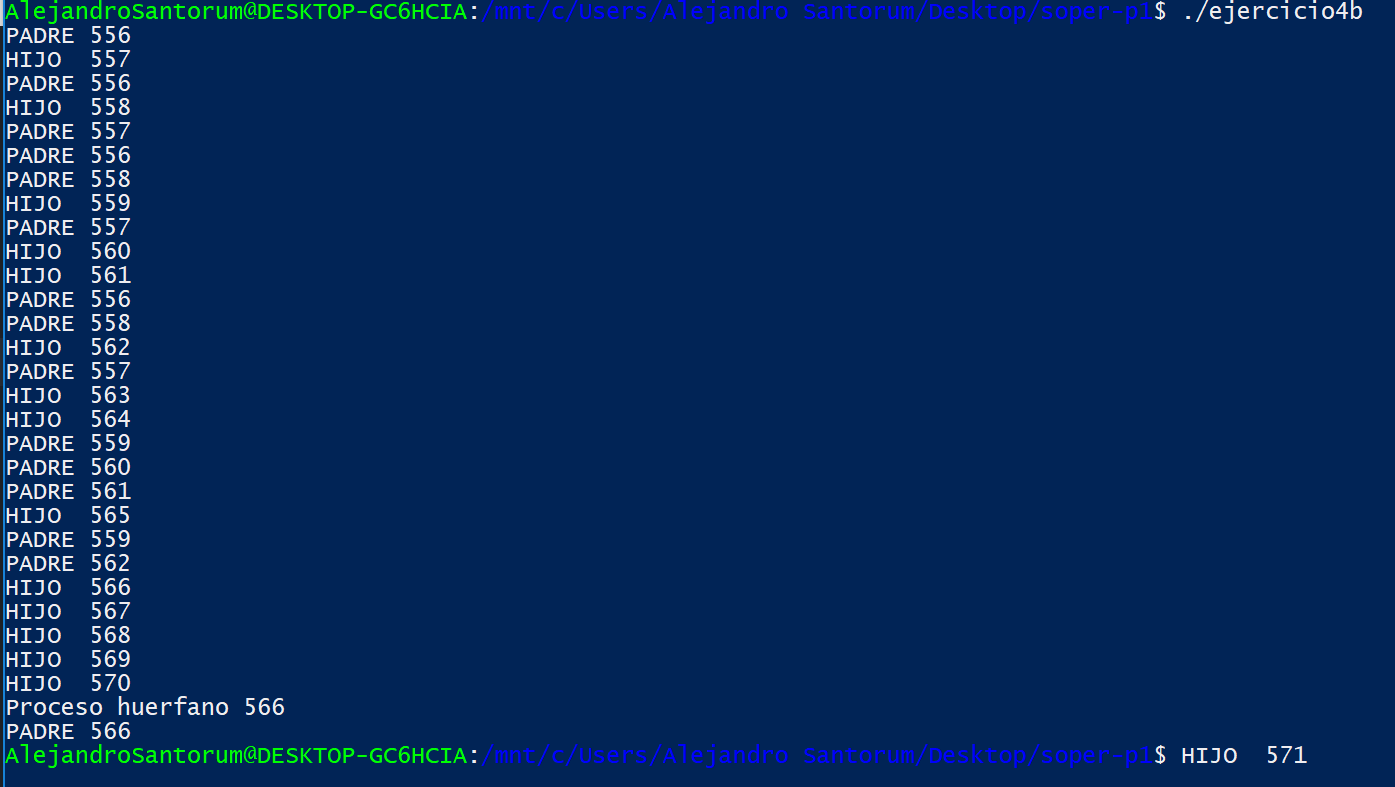 AlejandroSantorum@DESKTOP-GC6HCIA:/mnt/c/Users/Alejandro Santorum/Desktop/soper-p1$ ./ejercicio4b
PADRE 556
HIJO  557
PADRE 556
HIJO  558
PADRE 557
PADRE 556
PADRE 558
HIJO  559
PADRE 557
HIJO  560
HIJO  561
PADRE 556
PADRE 558
HIJO  562
PADRE 557
HIJO  563
HIJO  564
PADRE 559
PADRE 560
PADRE 561
HIJO  565
PADRE 559
PADRE 562
HIJO  566
HIJO  567
HIJO  568
HIJO  569
HIJO  570
Proceso huerfano 566
PADRE 566
AlejandroSantorum@DESKTOP-GC6HCIA:/mnt/c/Users/Alejandro Santorum/Desktop/soper-p1$ HIJO  571